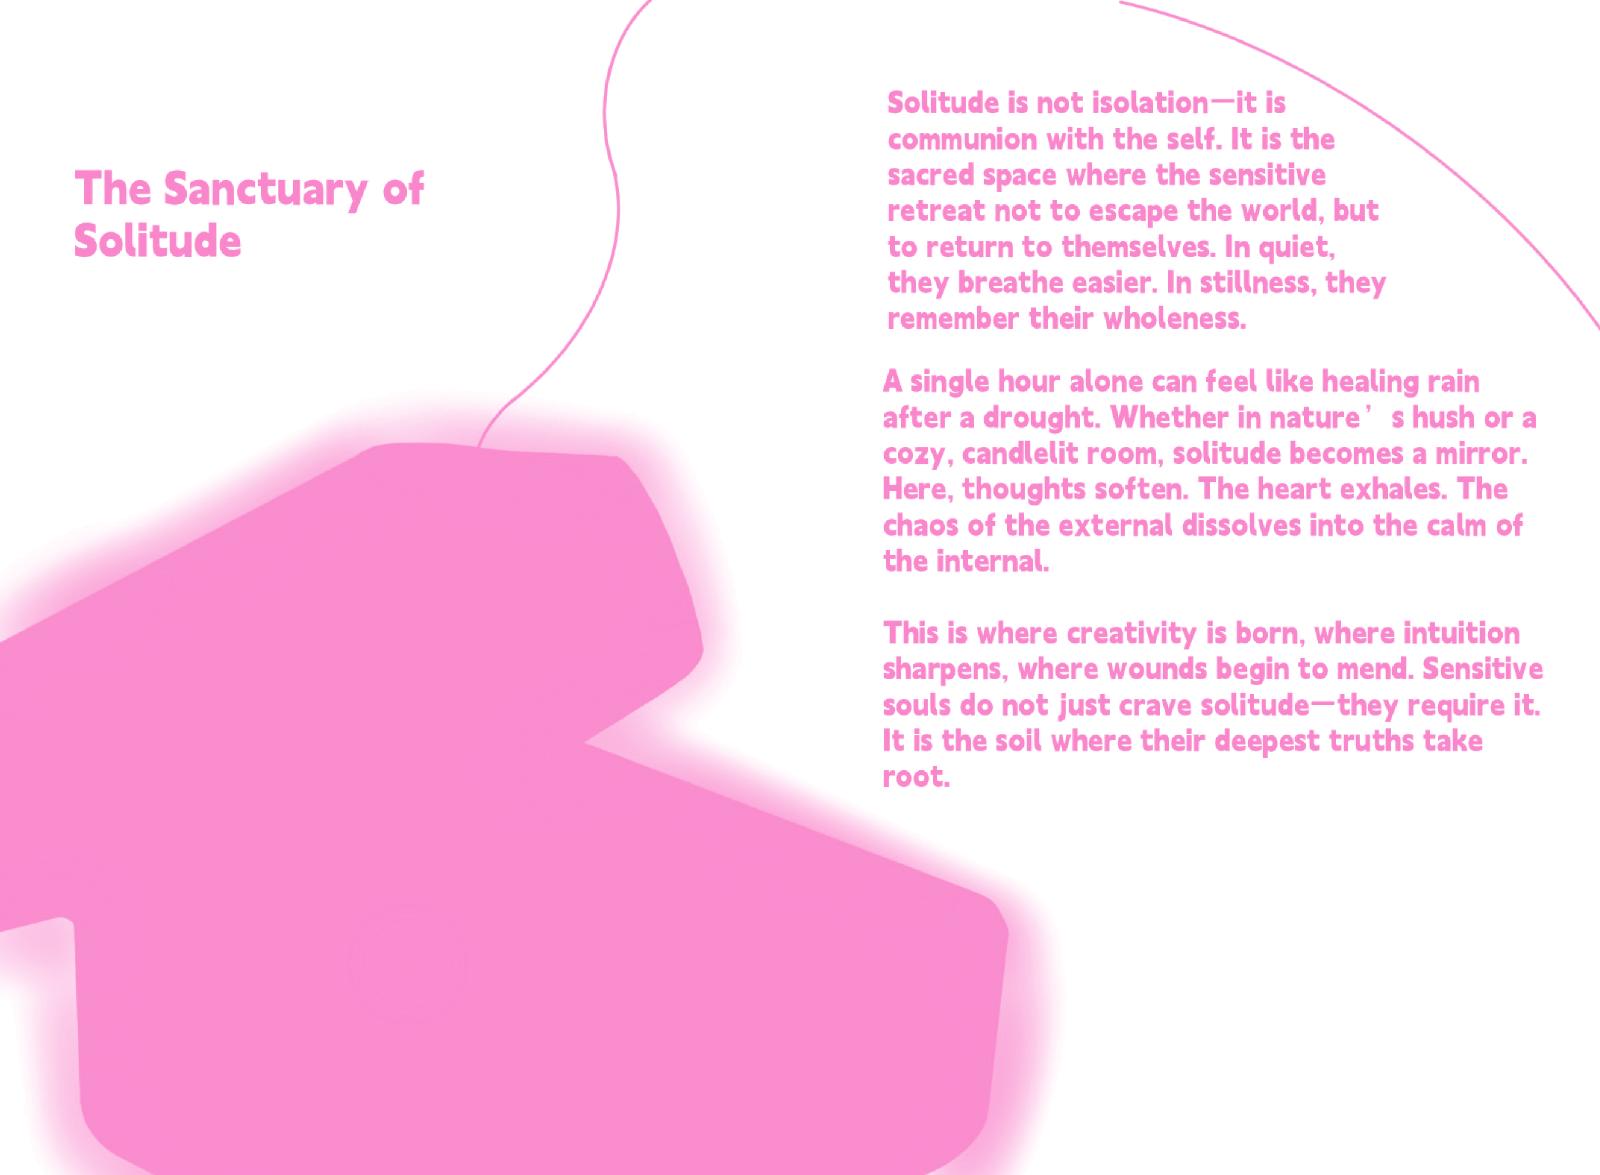 The Sanctuary of
Solitude
Solitude is not isolation—it is
communion with the self. It is the
sacred space where the sensitive
retreat not to escape the world, but
to return to themselves. In quiet,
they breathe easier. In stillness, they
remember their wholeness.
A single hour alone can feel like healing rain
after a drought. Whether in nature’s hush or a
cozy, candlelit room, solitude becomes a mirror.
Here, thoughts soften. The heart exhales. The
chaos of the external dissolves into the calm of
the internal.
This is where creativity is born, where intuition
sharpens, where wounds begin to mend. Sensitive
souls do not just crave solitude—they require it.
It is the soil where their deepest truths take
root.